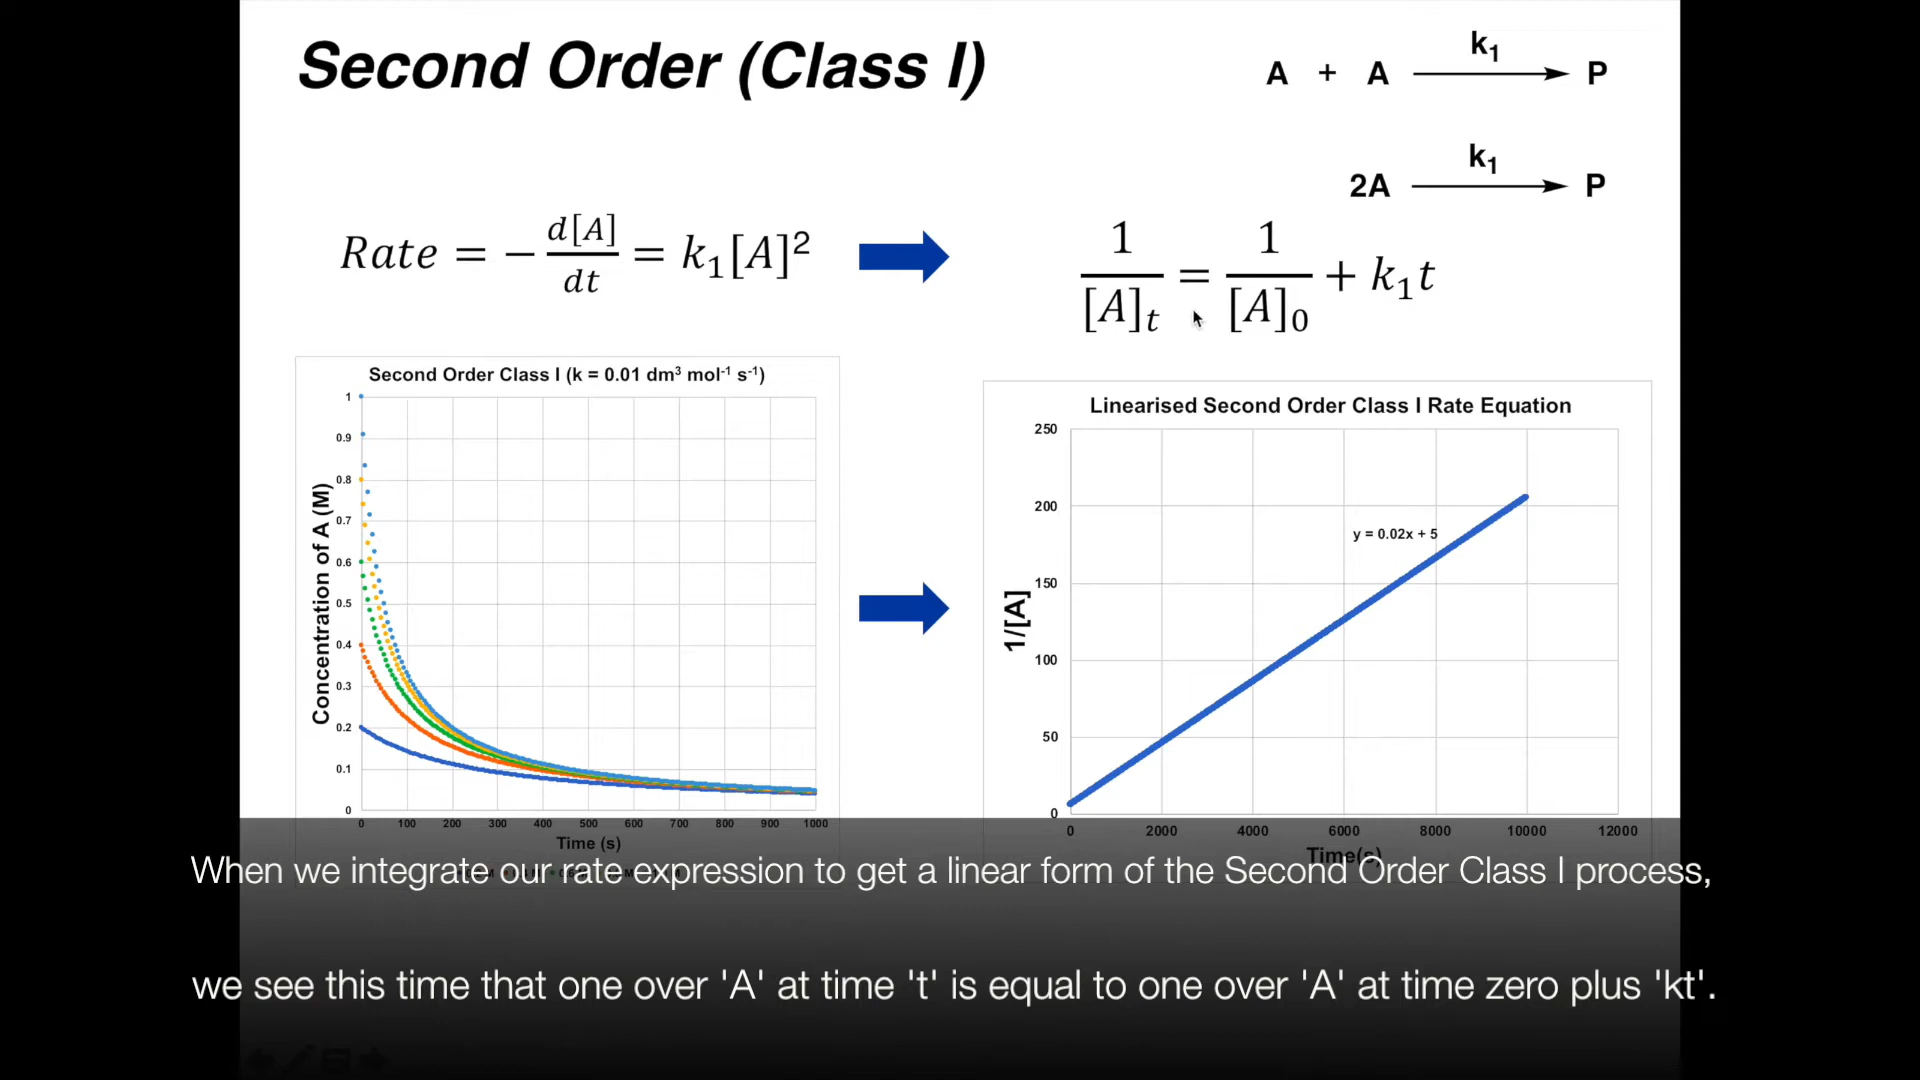 Second Order (Class I)
A + A k₁ P
2A k₁ P
Rate = − d[A]/dt = k₁[A]²
1/[A]t = 1/[A]₀ + k₁t
Second Order Class I (k = 0.01 dm³ mol⁻¹ s⁻¹)
Concentration of A (M)
1
0.9
0.8
0.7
0.6
0.5
0.4
0.3
0.2
0.1
0
0 100 200 300 400 500 600 700 800 900 1000
Time (s)
Linearised Second Order Class I Rate Equation
1/[A]
250
200
150
100
50
0
y = 0.02x + 5
0 2000 4000 6000 8000 10000 12000
Time(s)
When we integrate our rate expression to get a linear form of the Second Order Class I process,
we see this time that one over 'A' at time 't' is equal to one over 'A' at time zero plus 'kt'.